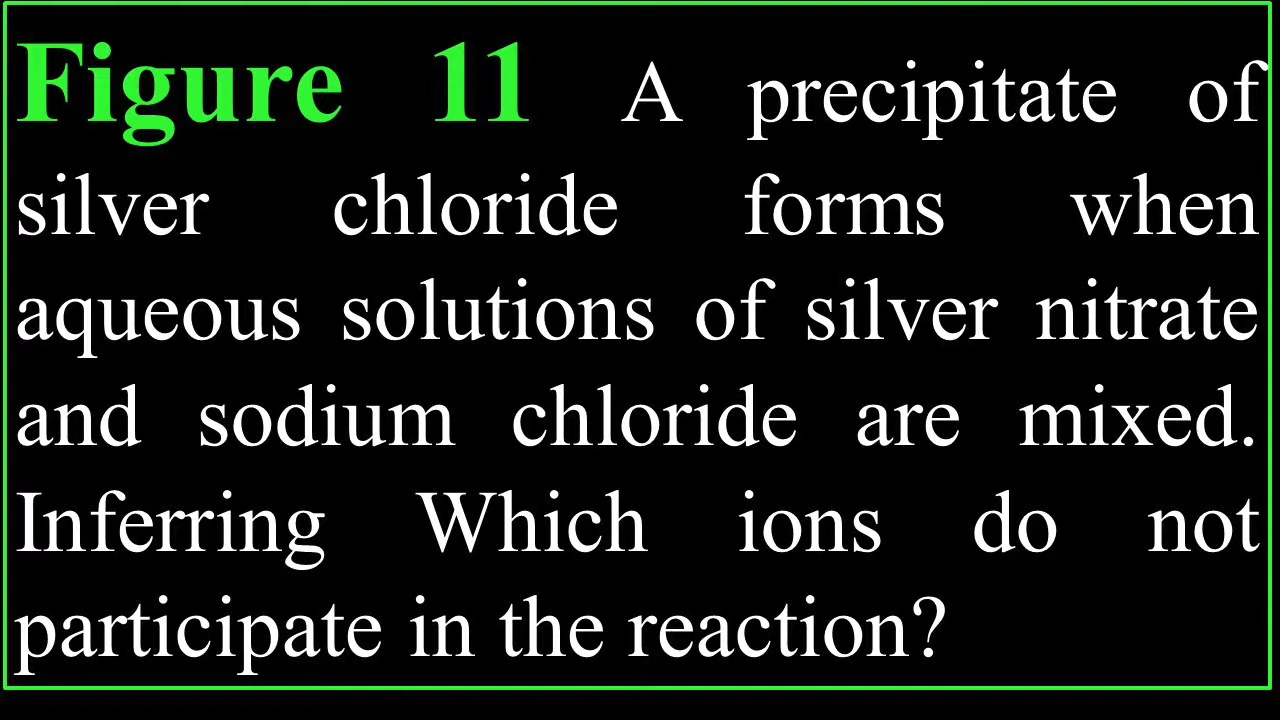 Figure 11 A precipitate of
silver chloride forms when
aqueous solutions of silver nitrate
and sodium chloride are mixed.
Inferring Which ions do not
participate in the reaction?